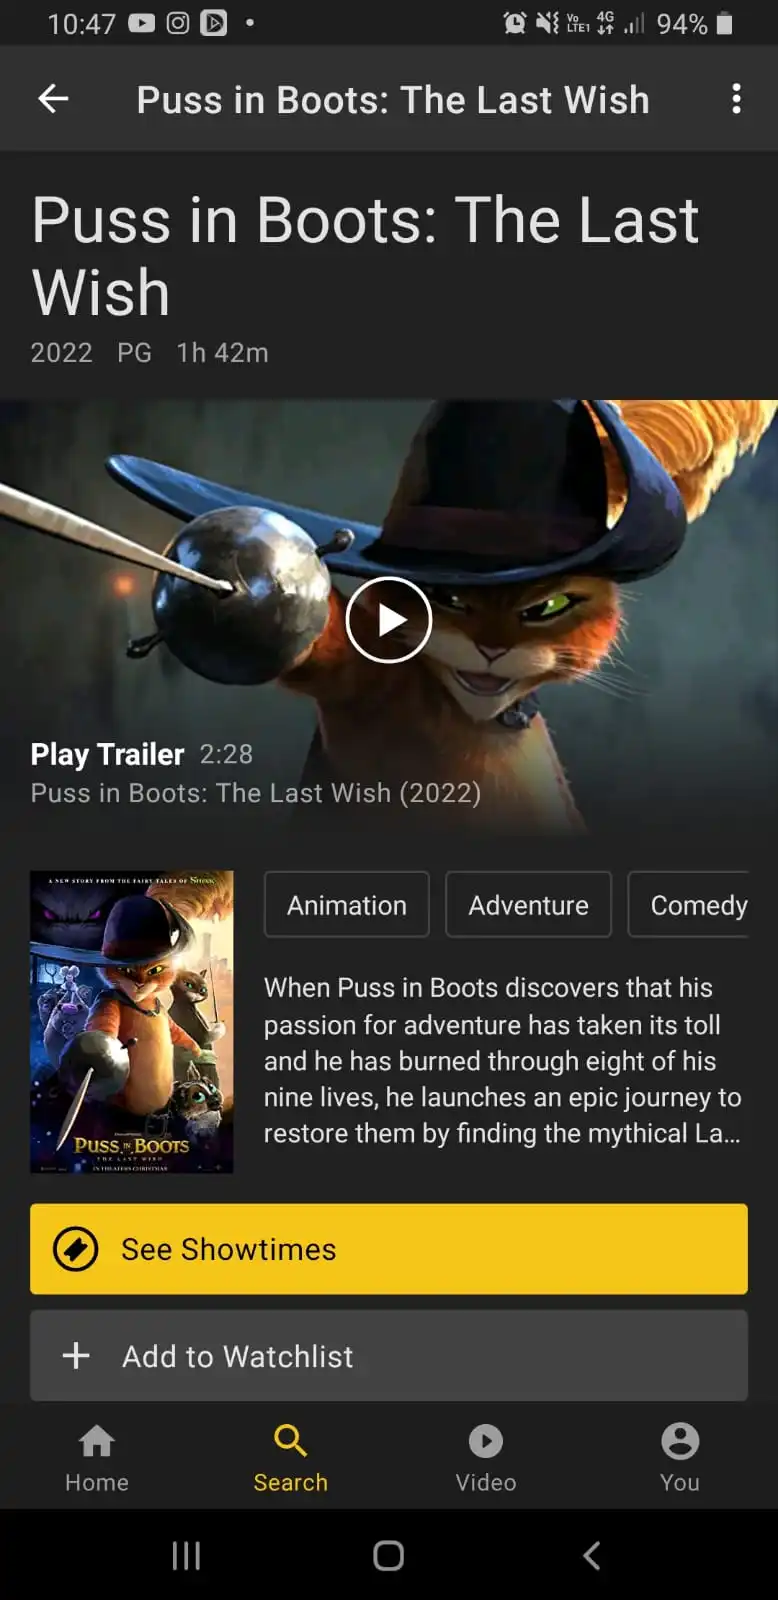 10:47 Vo LTE1 4G 94%
Puss in Boots: The Last Wish
Puss in Boots: The Last
Wish
2022 PG 1h 42m
Play Trailer 2:28
Puss in Boots: The Last Wish (2022)
A NEW STORY FROM THE FAIRY TALES OF SHREK
PUSS IN BOOTS
THE LAST WISH
IN THEATERS CHRISTMAS
Animation Adventure Comedy
When Puss in Boots discovers that his
passion for adventure has taken its toll
and he has burned through eight of his
nine lives, he launches an epic journey to
restore them by finding the mythical La...
See Showtimes
Add to Watchlist
Home Search Video You